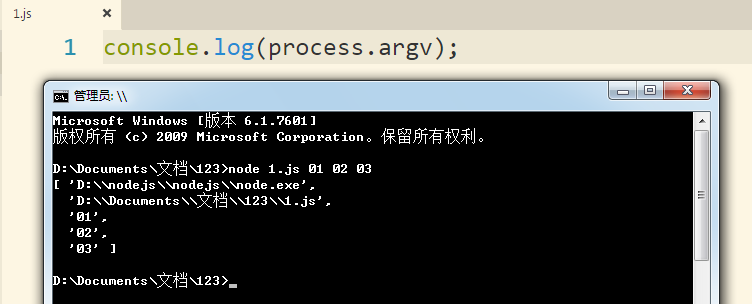 1.js ×
1 console.log(process.argv);
C:\. 管理员: \\
Microsoft Windows [版本 6.1.7601]
版权所有 (c) 2009 Microsoft Corporation。保留所有权利。
D:\Documents\文档\123>node 1.js 01 02 03
[ 'D:\\nodejs\\nodejs\\node.exe',
  'D:\\Documents\\文档\\123\\1.js',
  '01',
  '02',
  '03' ]
D:\Documents\文档\123>_